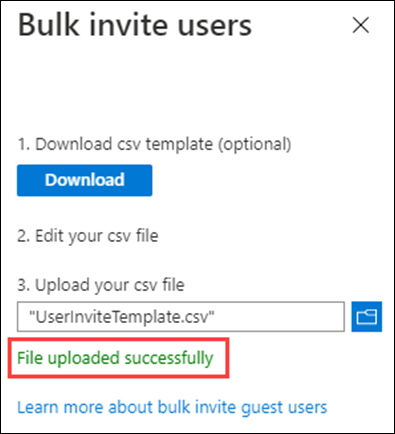 Bulk invite users
1. Download csv template (optional)
Download
2. Edit your csv file
3. Upload your csv file
"UserInviteTemplate.csv"
File uploaded successfully
Learn more about bulk invite guest users